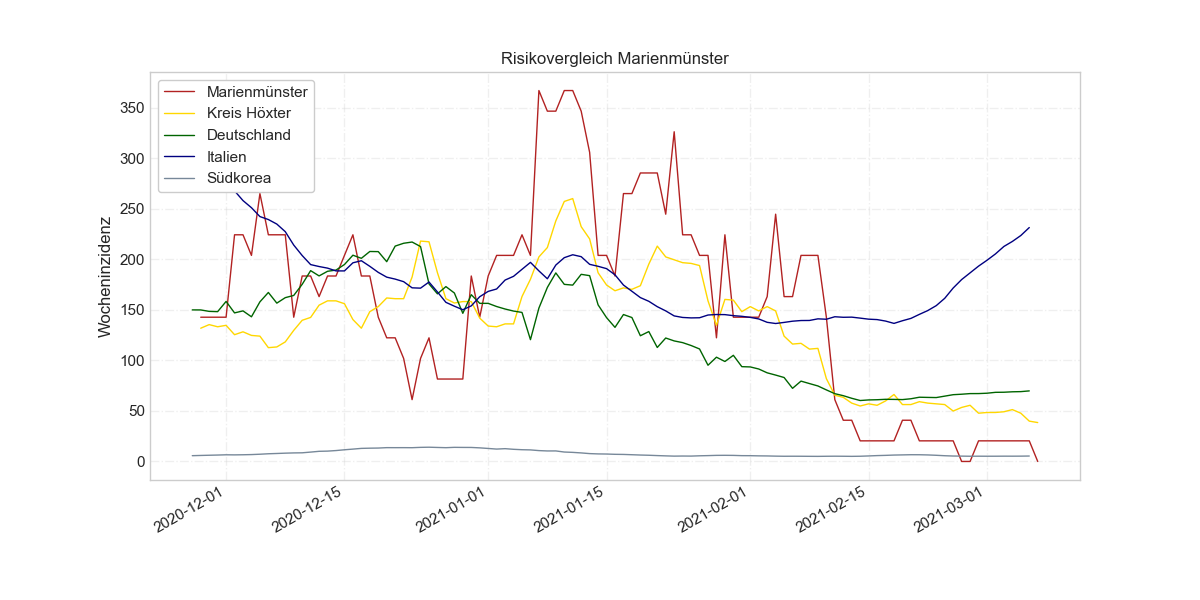 Risikovergleich Marienmünster
Marienmünster
Kreis Höxter
Deutschland
Italien
Südkorea
Wocheninzidenz
350
300
250
200
150
100
50
0
2020-12-01
2020-12-15
2021-01-01
2021-01-15
2021-02-01
2021-02-15
2021-03-01